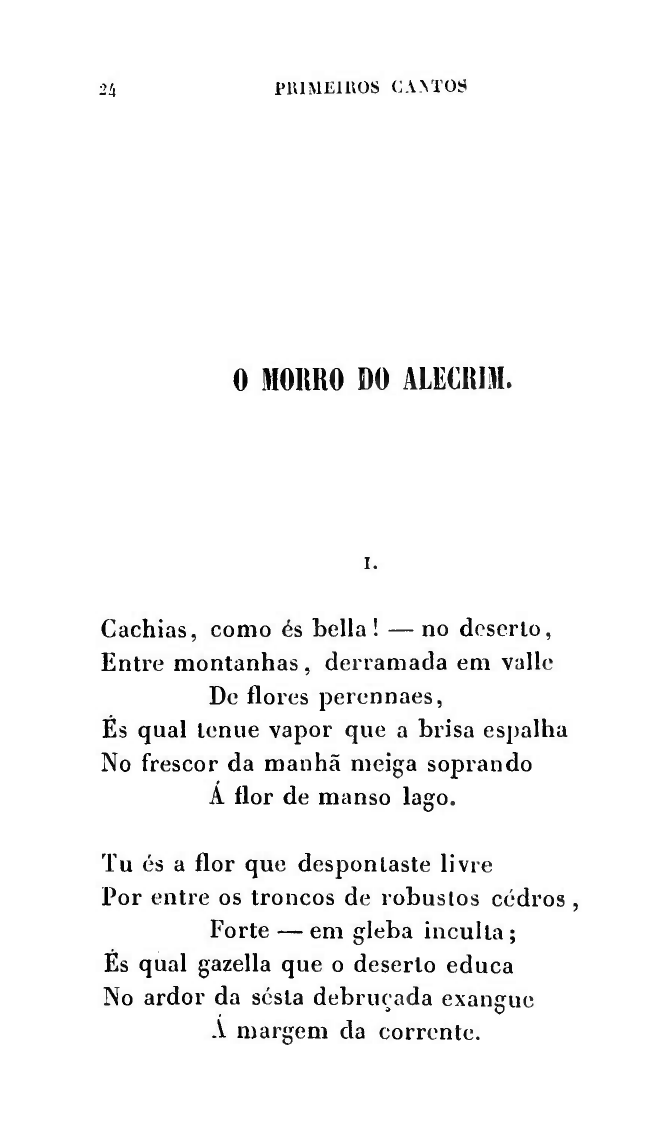 24 PRIMEIROS CANTOS
O MORRO DO ALECRIM.
I.
Cachias, como és bella! — no deserto,
Entre montanhas, derramada em valle
De flores perennaes,
És qual tenue vapor que a brisa espalha
No frescor da manhã meiga soprando
Á flor de manso lago.
Tu és a flor que despontaste livre
Por entre os troncos de robustos cédros,
Forte — em gleba inculta;
És qual gazella que o deserto educa
No ardor da sésta debruçada exangue
Á margem da corrente.